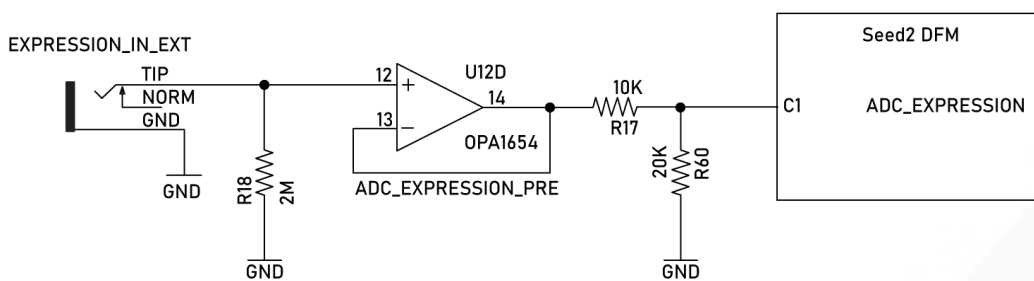 EXPRESSION_IN_EXT
TIP
NORM
GND
GND
R18
2M
GND
12
13
U12D
14
OPA1654
ADC_EXPRESSION_PRE
10K
R17
20K
R60
GND
Seed2 DFM
C1
ADC_EXPRESSION